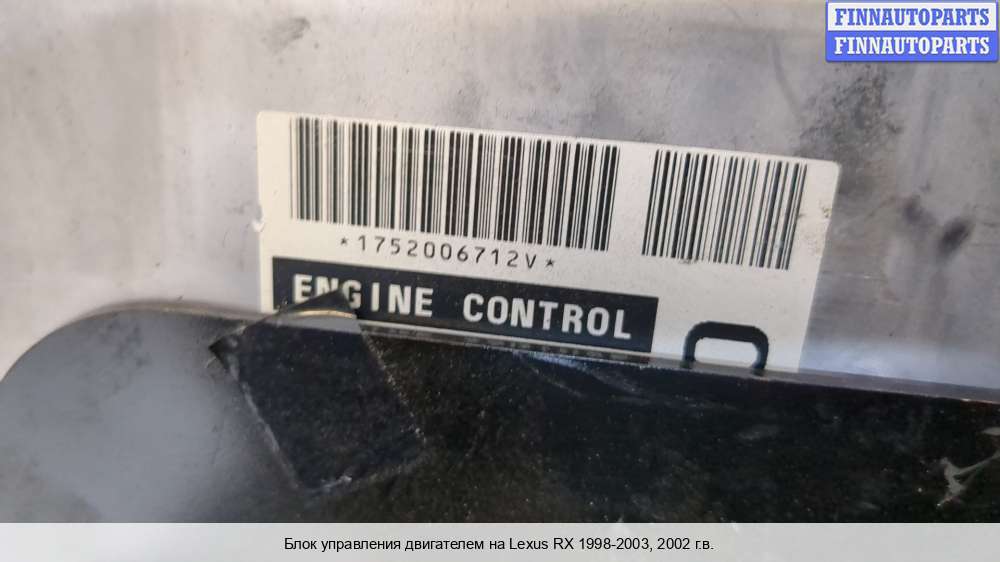 FINNAUTOPARTS
FINNAUTOPARTS
*1752006712V*
ENGINE CONTROL
Блок управления двигателем на Lexus RX 1998-2003, 2002 г.в.